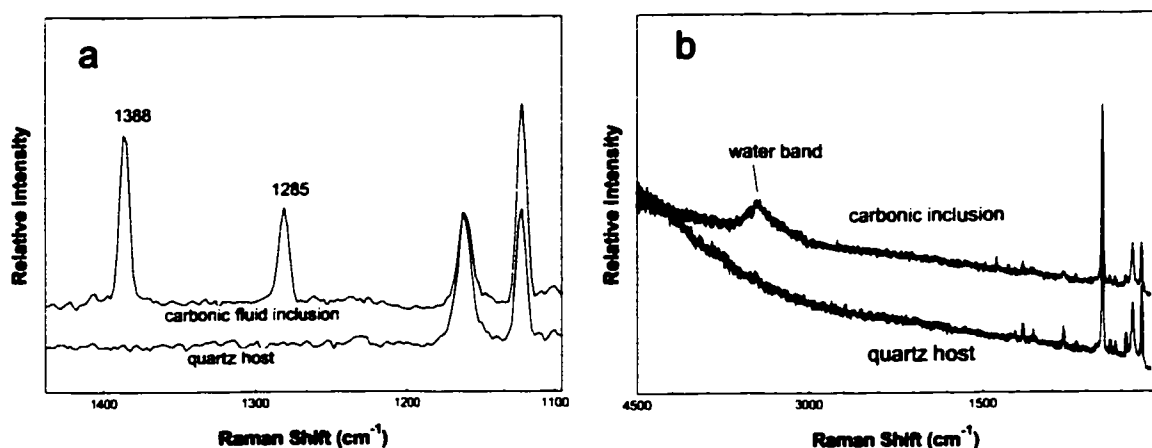 a
1388
1285
carbonic fluid inclusion
quartz host
1400 1300 1200 1100
Raman Shift (cm⁻¹)
Relative Intensity
b
water band
carbonic inclusion
quartz host
4500 3000 1500
Raman Shift (cm⁻¹)
Relative Intensity